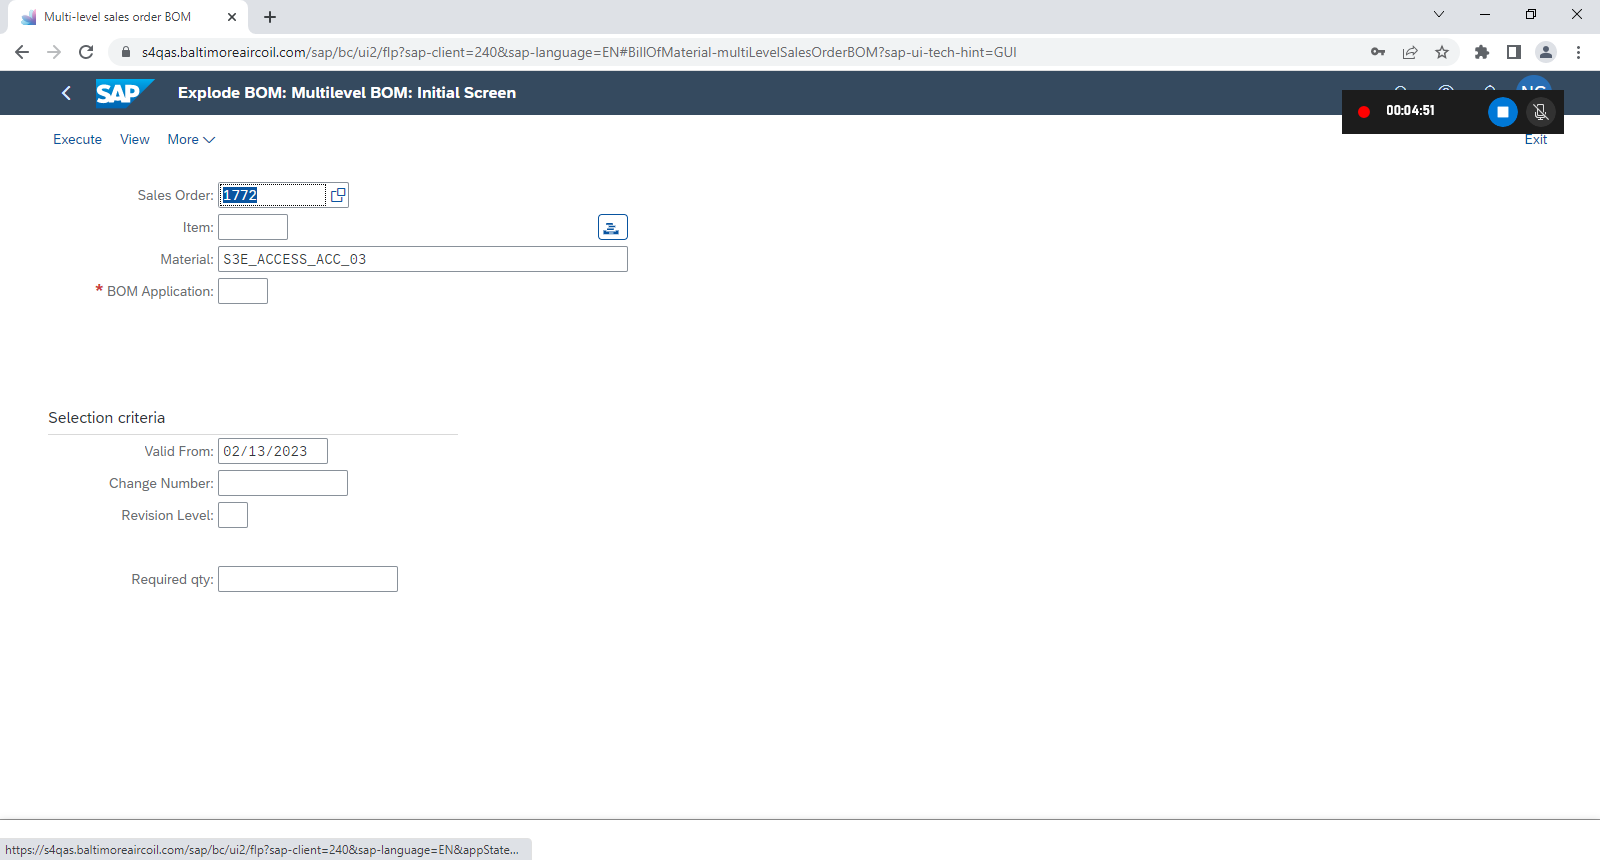 Multi-level sales order BOM
s4qas.baltimoreaircoil.com/sap/bc/ui2/flp?sap-client=240&sap-language=EN#BillOfMaterial-multiLevelSalesOrderBOM?sap-ui-tech-hint=GUI
SAP Explode BOM: Multilevel BOM: Initial Screen
00:04:51
Execute View More Exit
Sales Order: 1772
Item:
Material: S3E_ACCESS_ACC_03
* BOM Application:
Selection criteria
Valid From: 02/13/2023
Change Number:
Revision Level:
Required qty:
https://s4qas.baltimoreaircoil.com/sap/bc/ui2/flp?sap-client=240&sap-language=EN&appState...